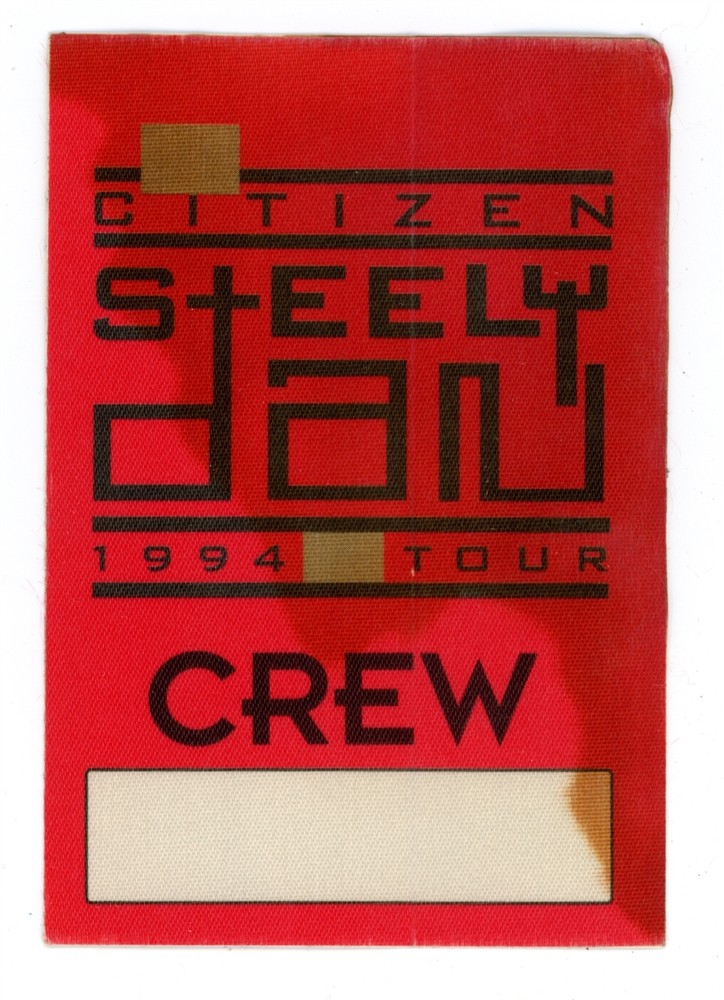 CITIZEN
STEELY
dan
1994 TOUR
CREW